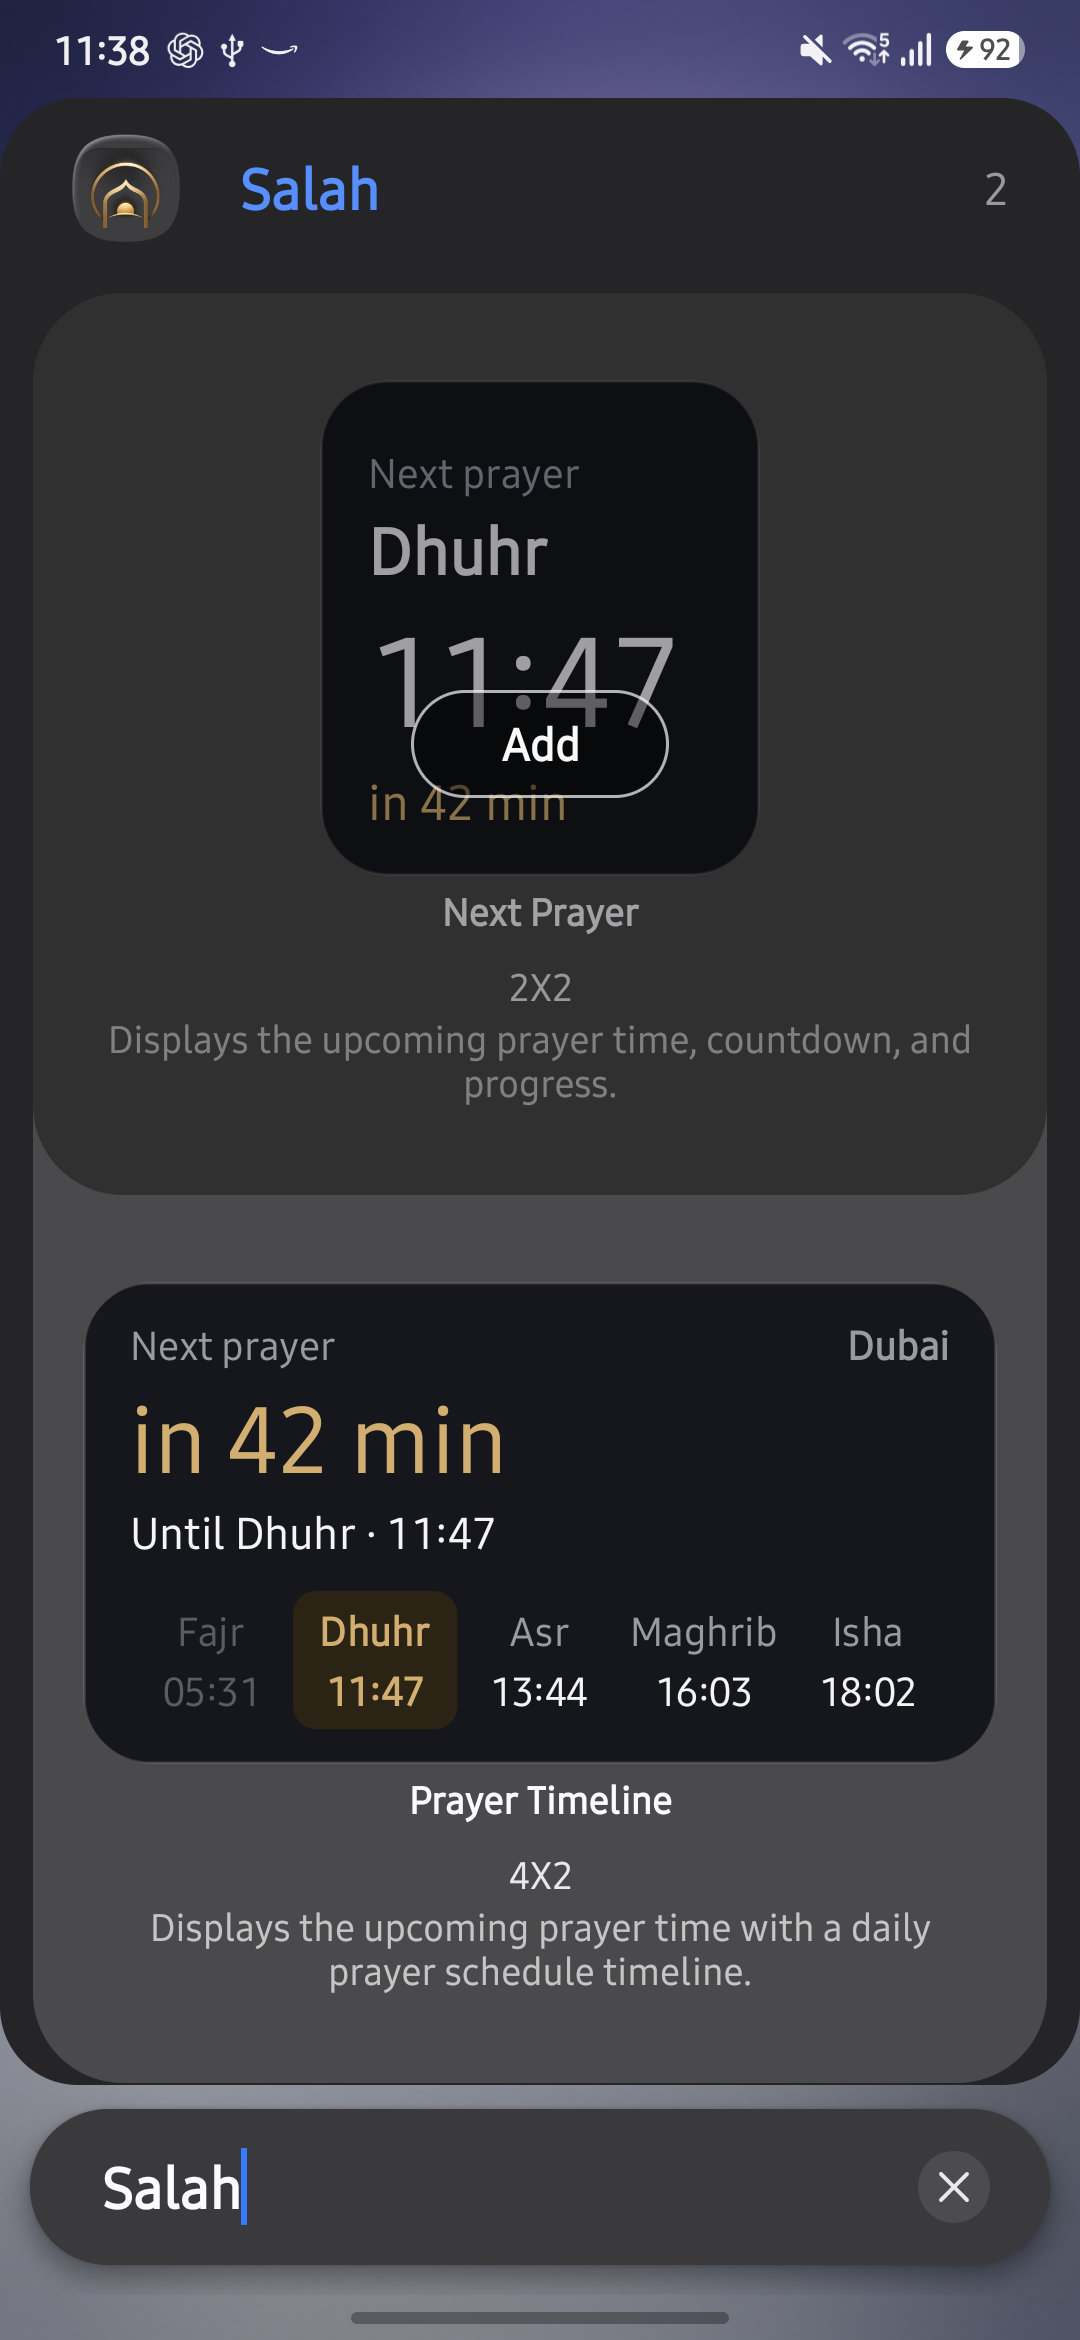 11:38
5
92
Salah
2
Next prayer
Dhuhr
11:47
Add
in 42 min
Next Prayer
2X2
Displays the upcoming prayer time, countdown, and
progress.
Next prayer
Dubai
in 42 min
Until Dhuhr · 11:47
Fajr Dhuhr Asr Maghrib Isha
05:31 11:47 13:44 16:03 18:02
Prayer Timeline
4X2
Displays the upcoming prayer time with a daily
prayer schedule timeline.
Salah